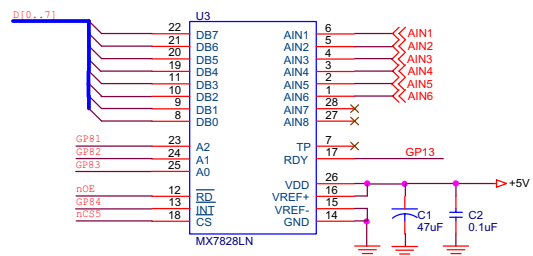 D[0..7]
U3
22 DB7 AIN1 6 AIN1
21 DB6 AIN2 5 AIN2
20 DB5 AIN3 4 AIN3
19 DB4 AIN4 3 AIN4
11 DB3 AIN5 2 AIN5
10 DB2 AIN6 1 AIN6
9 DB1 AIN7 28
8 DB0 AIN8 27
GP81 23 A2 TP 7
GP82 24 A1 RDY 17 GP13
GP83 25 A0
VDD 26 +5V
nOE 12 RD VREF+ 16
GP84 13 INT VREF- 15
nCS5 18 CS GND 14
C1
47uF
C2
0.1uF
MX7828LN